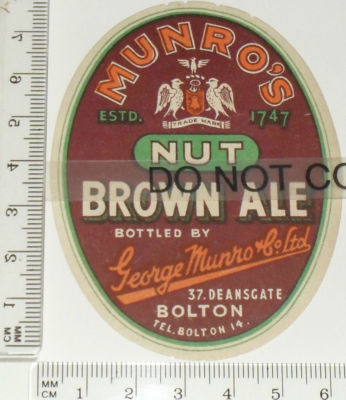 MUNRO'S
ESTD. 1747
TRADE MARK
NUT
DO NOT CO
BROWN ALE
BOTTLED BY
George Munro & Co. Ltd
37. DEANSGATE
BOLTON
TEL. BOLTON 14.
7
6
5
4
3
2
1
MM
CM
MM
CM
1
2
3
4
5
6